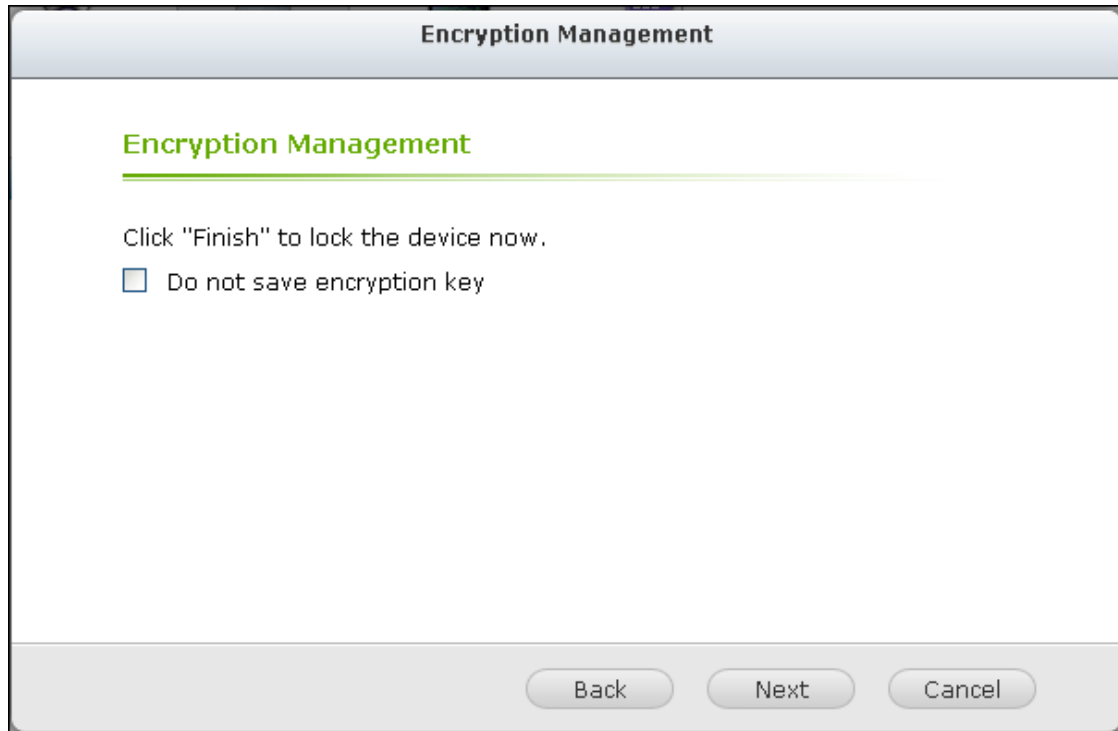 Encryption Management
Encryption Management
Click "Finish" to lock the device now.
Do not save encryption key
Back Next Cancel